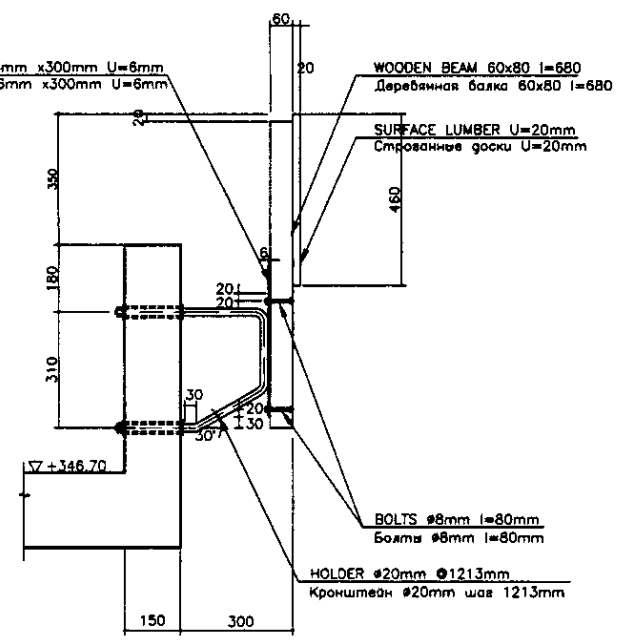 60
mm x300mm U=6mm
6mm x300mm U=6mm
20
WOODEN BEAM 60x80 l=680
Деревянная балка 60x80 l=680
20
SURFACE LUMBER U=20mm
Строганные доски U=20mm
350
460
180
6
20
20
310
30
20
30
30°
+346.70
BOLTS ø8mm l=80mm
Болты ø8mm l=80mm
HOLDER ø20mm @1213mm
Кронштейн ø20mm шаг 1213mm
150
300